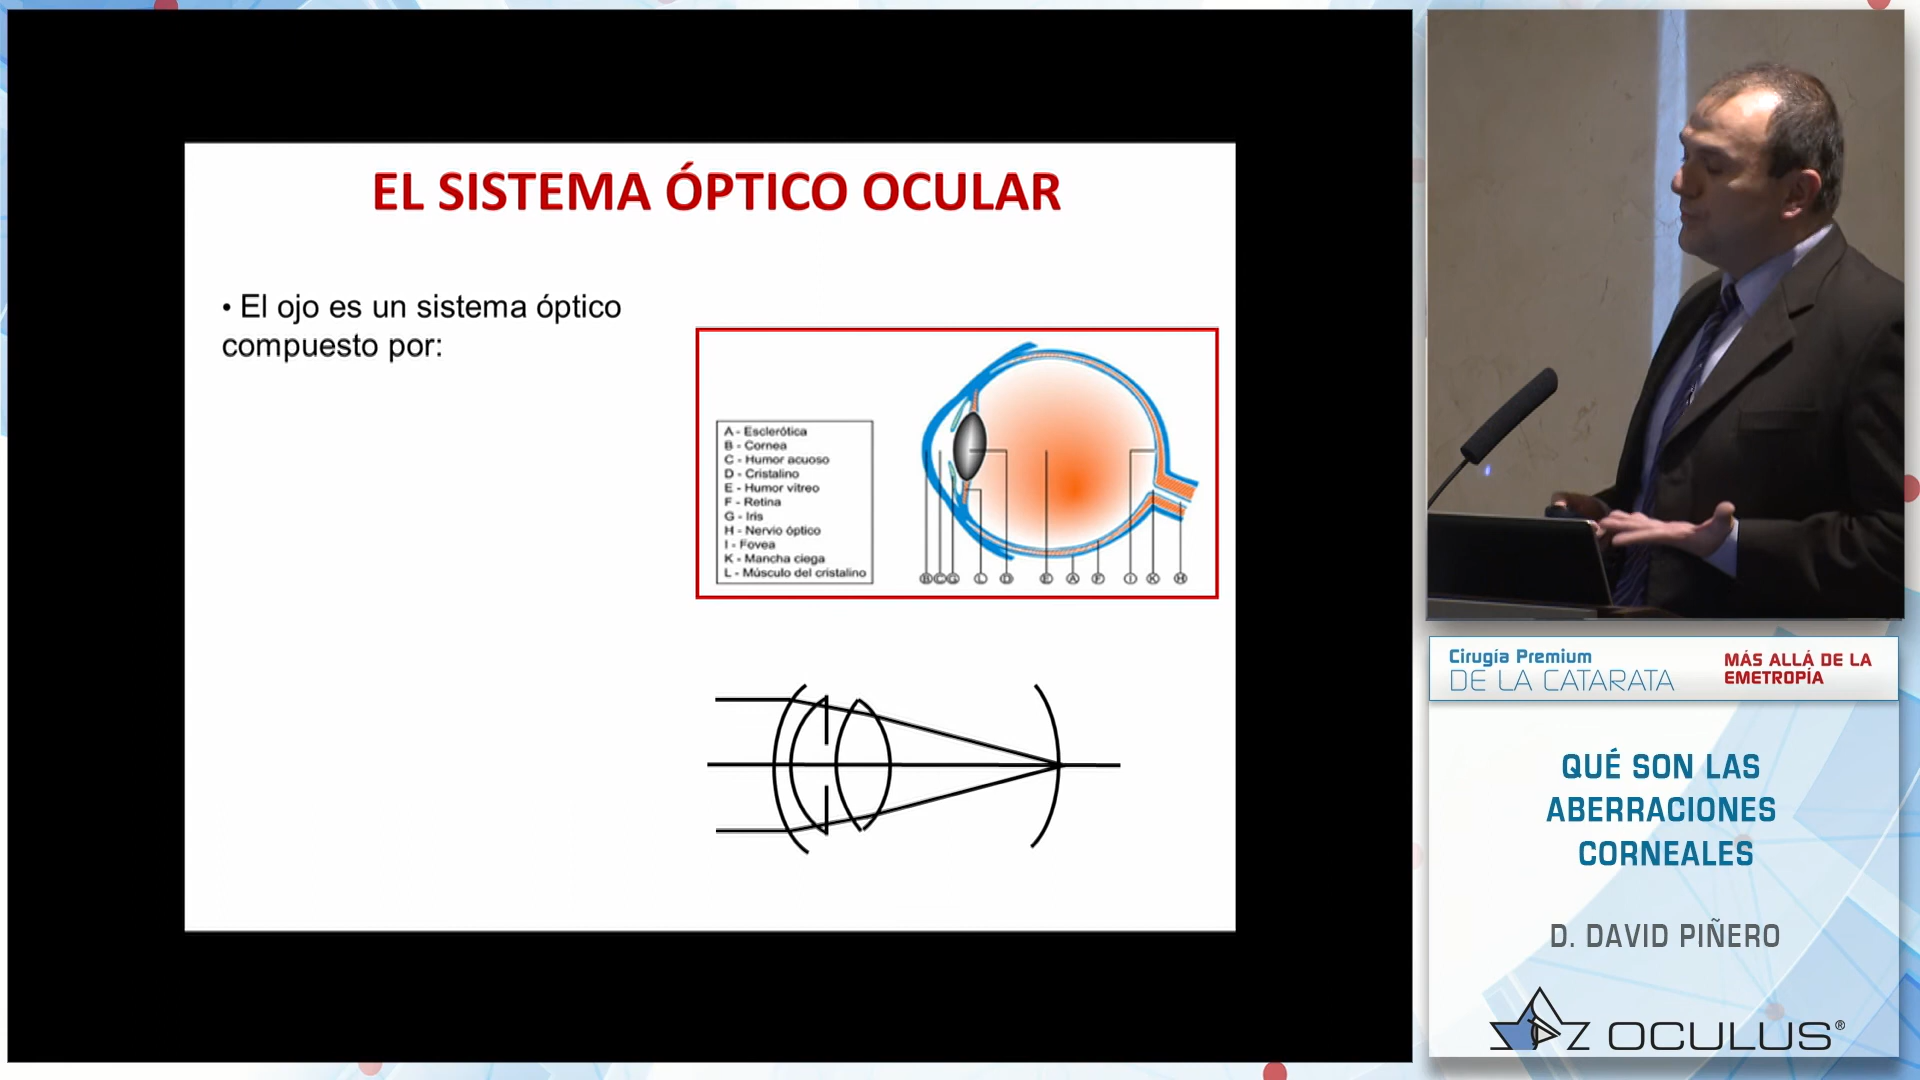 EL SISTEMA ÓPTICO OCULAR
• El ojo es un sistema óptico
compuesto por:
A - Esclerótica
B - Cornea
C - Humor acuoso
D - Cristalino
E - Humor vítreo
F - Retina
G - Iris
H - Nervio óptico
I - Fovea
K - Mancha ciega
L - Músculo del cristalino
B C G L D E A F I K H
Cirugía Premium
DE LA CATARATA
MÁS ALLÁ DE LA
EMETROPÍA
QUÉ SON LAS
ABERRACIONES
CORNEALES
D. DAVID PIÑERO
OCULUS®